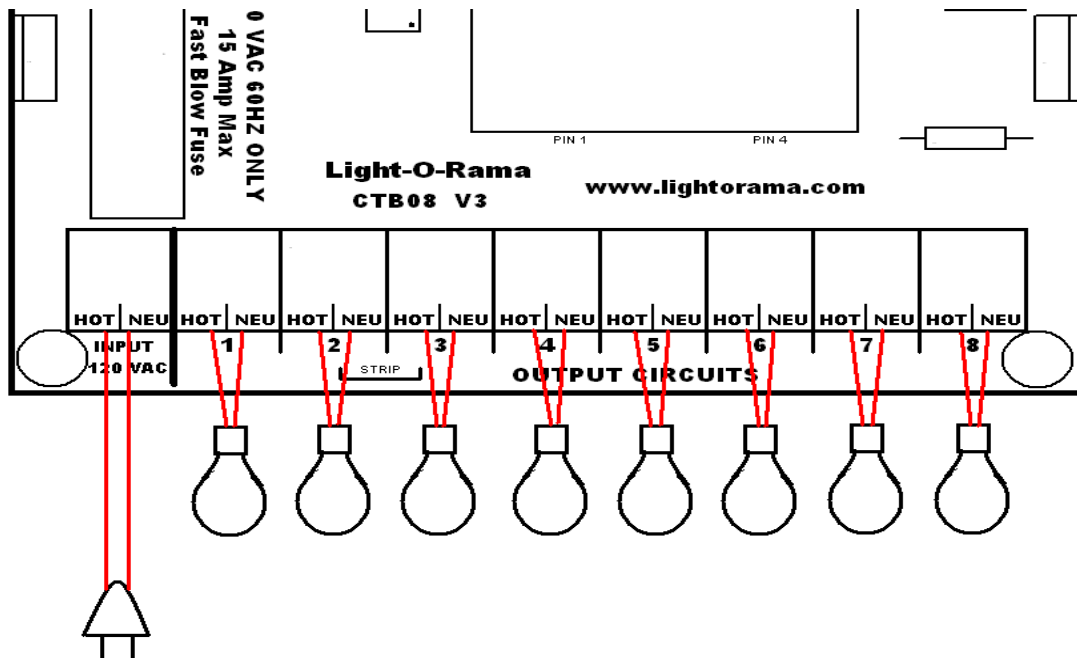 0 VAC 60HZ ONLY
15 Amp Max
Fast Blow Fuse
PIN 1 PIN 4
Light-O-Rama
CTB08 V3
www.lightorama.com
HOT NEU HOT NEU HOT NEU HOT NEU HOT NEU HOT NEU HOT NEU HOT NEU HOT NEU
INPUT 1 2 3 4 5 6 7 8
120 VAC STRIP OUTPUT CIRCUITS